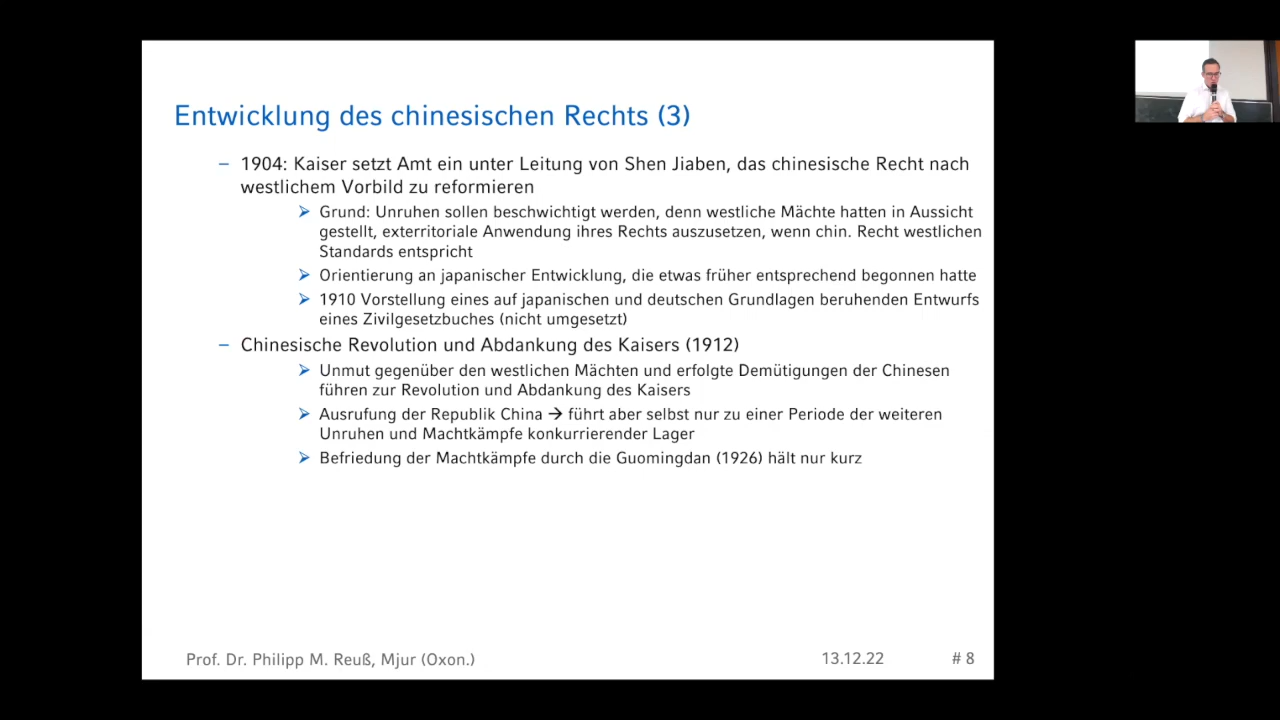 Entwicklung des chinesischen Rechts (3)
– 1904: Kaiser setzt Amt ein unter Leitung von Shen Jiaben, das chinesische Recht nach
westlichem Vorbild zu reformieren
➢ Grund: Unruhen sollen beschwichtigt werden, denn westliche Mächte hatten in Aussicht
gestellt, exterritoriale Anwendung ihres Rechts auszusetzen, wenn chin. Recht westlichen
Standards entspricht
➢ Orientierung an japanischer Entwicklung, die etwas früher entsprechend begonnen hatte
➢ 1910 Vorstellung eines auf japanischen und deutschen Grundlagen beruhenden Entwurfs
eines Zivilgesetzbuches (nicht umgesetzt)
– Chinesische Revolution und Abdankung des Kaisers (1912)
➢ Unmut gegenüber den westlichen Mächten und erfolgte Demütigungen der Chinesen
führen zur Revolution und Abdankung des Kaisers
➢ Ausrufung der Republik China → führt aber selbst nur zu einer Periode der weiteren
Unruhen und Machtkämpfe konkurrierender Lager
➢ Befriedung der Machtkämpfe durch die Guomingdan (1926) hält nur kurz
Prof. Dr. Philipp M. Reuß, Mjur (Oxon.) 13.12.22 # 8